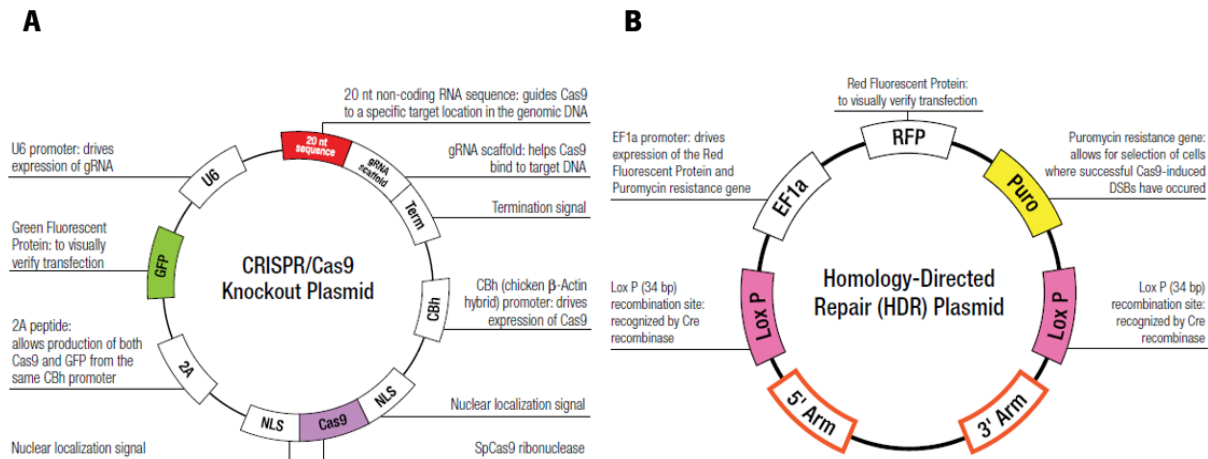 A
20 nt non-coding RNA sequence: guides Cas9
to a specific target location in the genomic DNA
U6 promoter: drives
expression of gRNA
20 nt
sequence
gRNA
scaffold
gRNA scaffold: helps Cas9
bind to target DNA
U6
Term
Termination signal
Green Fluorescent
Protein: to visually
verify transfection
GFP
CRISPR/Cas9
Knockout Plasmid
CBh
CBh (chicken β-Actin
hybrid) promoter: drives
expression of Cas9
2A peptide:
allows production of both
Cas9 and GFP from the
same CBh promoter
2A
NLS
Cas9
NLS
Nuclear localization signal
Nuclear localization signal
SpCas9 ribonuclease
B
Red Fluorescent Protein:
to visually verify transfection
EF1a promoter: drives
expression of the Red
Fluorescent Protein and
Puromycin resistance gene
RFP
Puromycin resistance gene:
allows for selection of cells
where successful Cas9-induced
DSBs have occured
EF1a
Puro
Homology-Directed
Repair (HDR) Plasmid
Lox P (34 bp)
recombination site:
recognized by Cre
recombinase
Lox P
Lox P
Lox P (34 bp)
recombination site:
recognized by Cre
recombinase
5' Arm
3' Arm